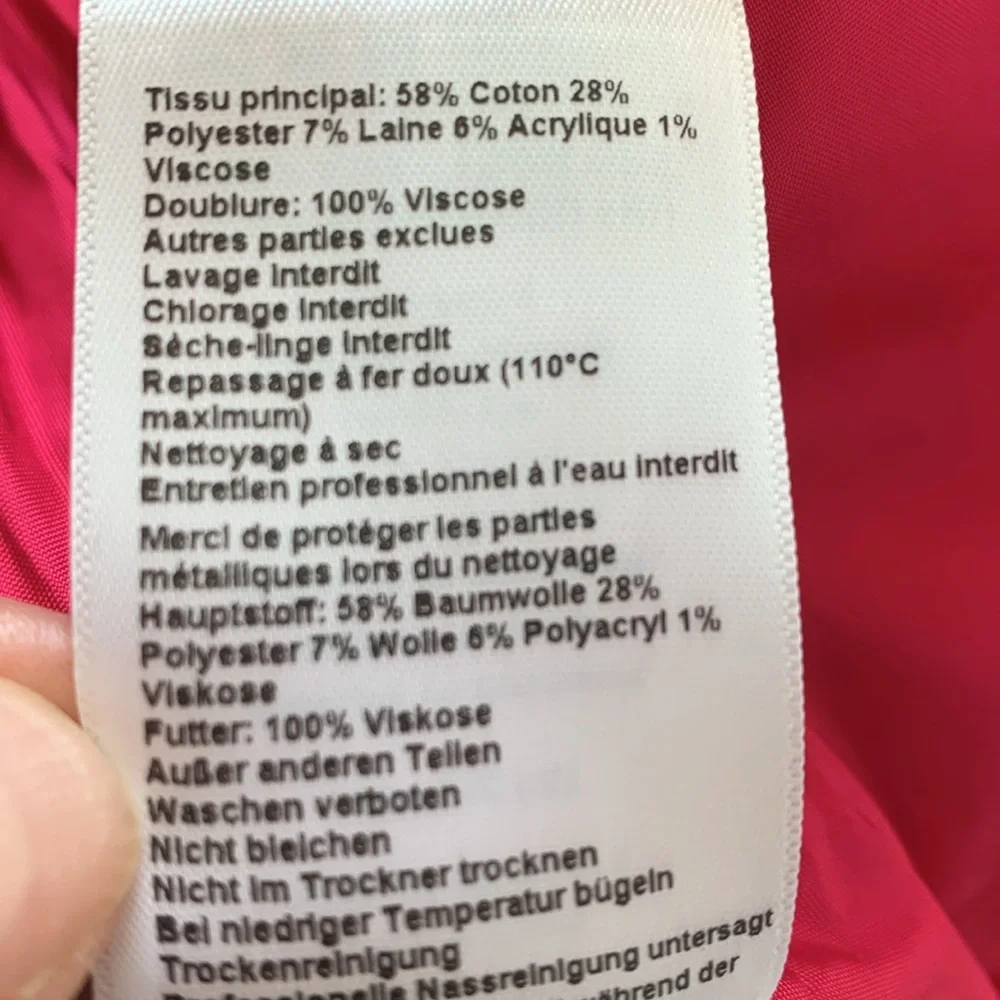 Tissu principal: 58% Coton 28%
Polyester 7% Laine 6% Acrylique 1%
Viscose
Doublure: 100% Viscose
Autres parties exclues
Lavage interdit
Chlorage interdit
Sèche-linge interdit
Repassage à fer doux (110°C
maximum)
Nettoyage à sec
Entretien professionnel à l'eau interdit
Merci de protéger les parties
métalliques lors du nettoyage
Hauptstoff: 58% Baumwolle 28%
Polyester 7% Wolle 6% Polyacryl 1%
Viskose
Futter: 100% Viskose
Außer anderen Teilen
Waschen verboten
Nicht bleichen
Nicht im Trockner trocknen
Bei niedriger Temperatur bügeln
Trockenreinigung
Professionelle Nassreinigung untersagt
während der